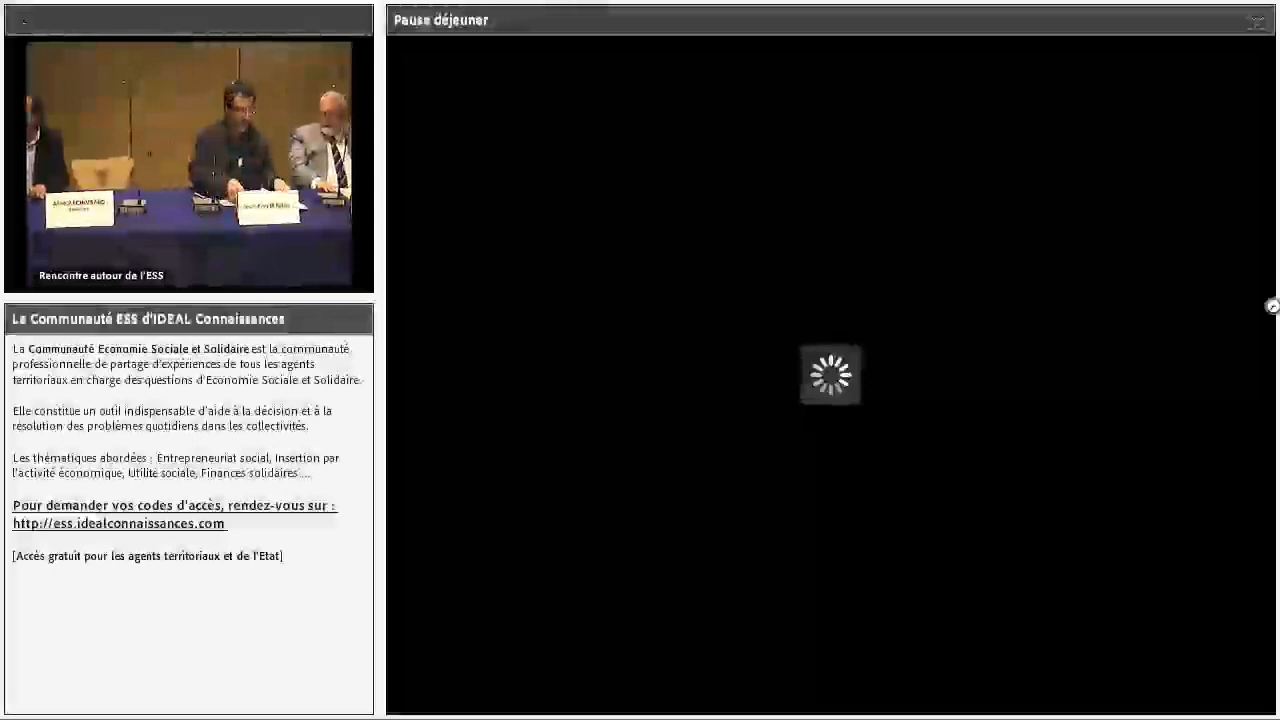 Pause déjeuner
Rencontre autour de l'ESS
La Communauté ESS d'IDEAL Connaissances
La Communauté Economie Sociale et Solidaire est la communauté
professionnelle de partage d'expériences de tous les agents
territoriaux en charge des questions d'Economie Sociale et Solidaire.
Elle constitue un outil indispensable d'aide à la décision et à la
résolution des problèmes quotidiens dans les collectivités.
Les thématiques abordées : Entrepreneuriat social, Insertion par
l'activité économique, Utilité sociale, Finances solidaires ...
Pour demander vos codes d'accès, rendez-vous sur :
http://ess.idealconnaissances.com
[Accès gratuit pour les agents territoriaux et de l'Etat]